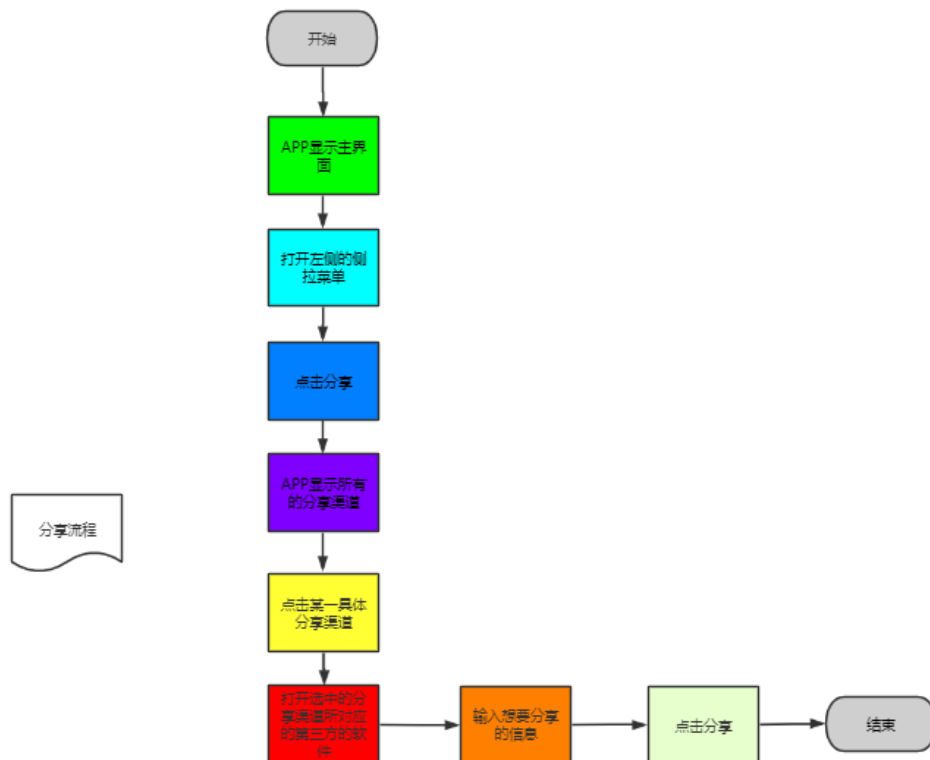 开始
APP显示主界
面
打开左侧的侧
拉菜单
点击分享
APP显示所有
的分享渠道
分享流程
点击某一具体
分享渠道
打开选中的分
享渠道所对应
的第三方的软
件
输入想要分享
的信息
点击分享
结束